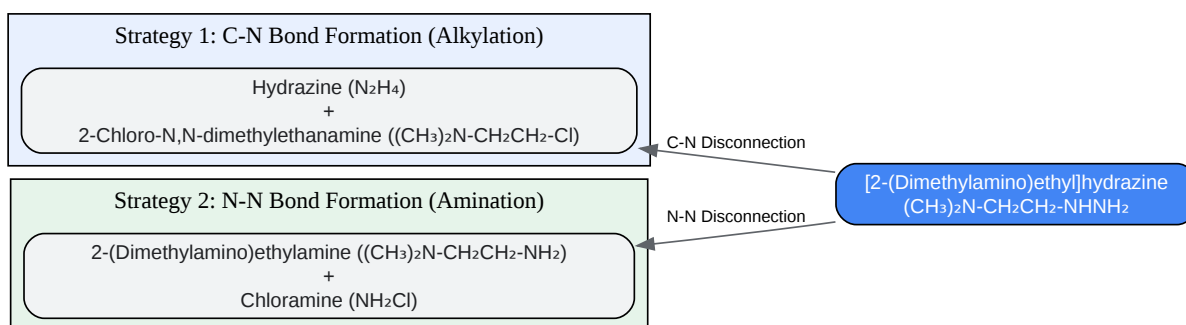 Strategy 1: C-N Bond Formation (Alkylation)
Hydrazine (N₂H₄)
+
2-Chloro-N,N-dimethylethanamine ((CH₃)₂N-CH₂CH₂-Cl)
C-N Disconnection
[2-(Dimethylamino)ethyl]hydrazine
(CH₃)₂N-CH₂CH₂-NHNH₂
N-N Disconnection
Strategy 2: N-N Bond Formation (Amination)
2-(Dimethylamino)ethylamine ((CH₃)₂N-CH₂CH₂-NH₂)
+
Chloramine (NH₂Cl)